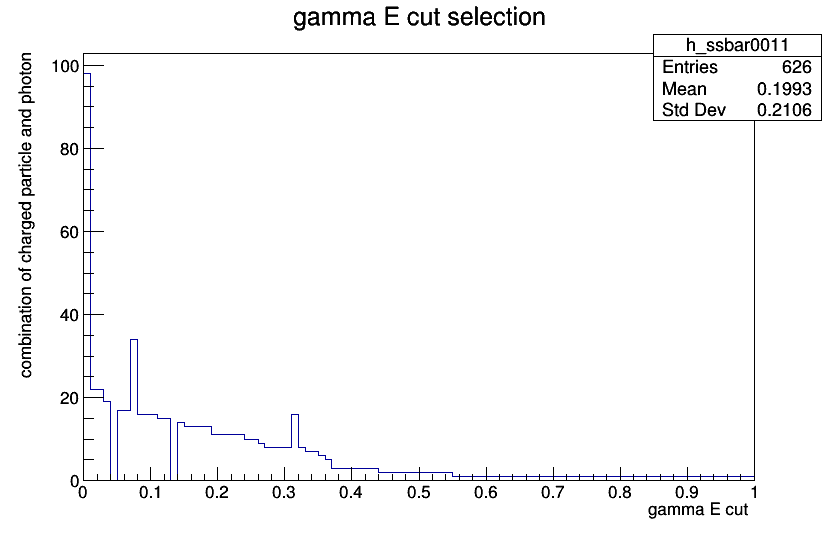 gamma E cut selection
h_ssbar0011
Entries 626
Mean 0.1993
Std Dev 0.2106
combination of charged particle and photon
100
80
60
40
20
0
0 0.1 0.2 0.3 0.4 0.5 0.6 0.7 0.8 0.9 1
gamma E cut